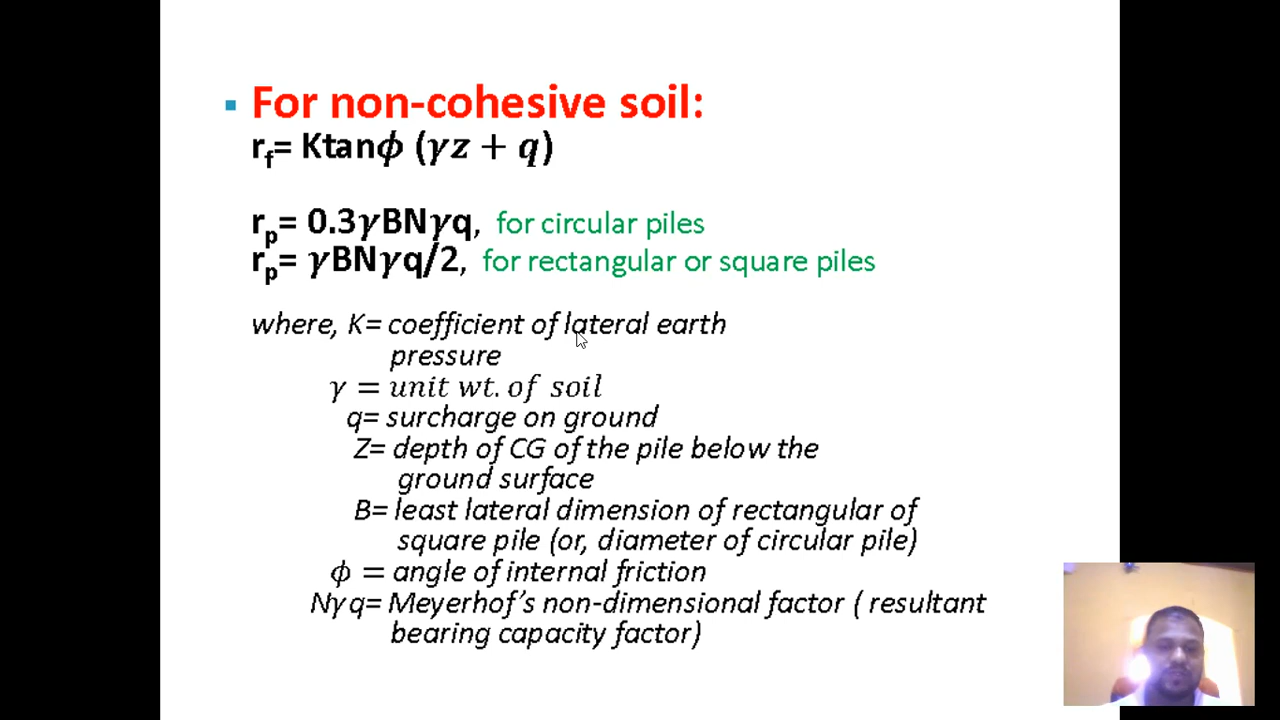 ▪ For non-cohesive soil:
r_f= Ktanϕ (γz + q)
r_p= 0.3γBNγq, for circular piles
r_p= γBNγq/2, for rectangular or square piles
where, K= coefficient of lateral earth
pressure
γ = unit wt. of soil
q= surcharge on ground
Z= depth of CG of the pile below the
ground surface
B= least lateral dimension of rectangular of
square pile (or, diameter of circular pile)
ϕ = angle of internal friction
Nγq= Meyerhof's non-dimensional factor ( resultant
bearing capacity factor)